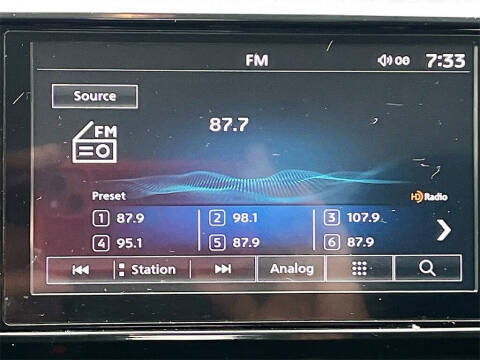 FM 00 7:33
Source
FM 87.7
Preset HD Radio
1 87.9 2 98.1 3 107.9
4 95.1 5 87.9 6 87.9
Station Analog